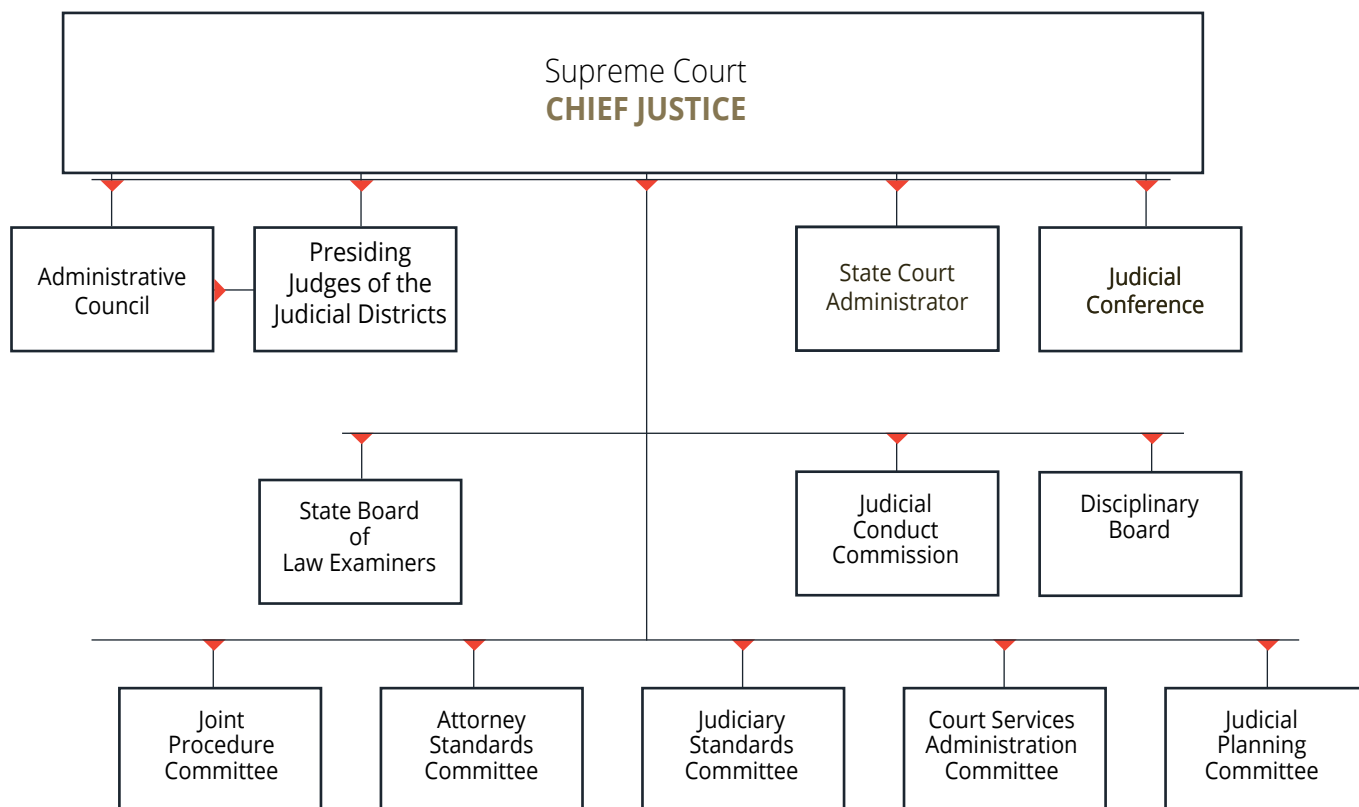 Supreme Court
CHIEF JUSTICE
Administrative
Council
Presiding
Judges of the
Judicial Districts
State Court
Administrator
Judicial
Conference
State Board
of
Law Examiners
Judicial
Conduct
Commission
Disciplinary
Board
Joint
Procedure
Committee
Attorney
Standards
Committee
Judiciary
Standards
Committee
Court Services
Administration
Committee
Judicial
Planning
Committee